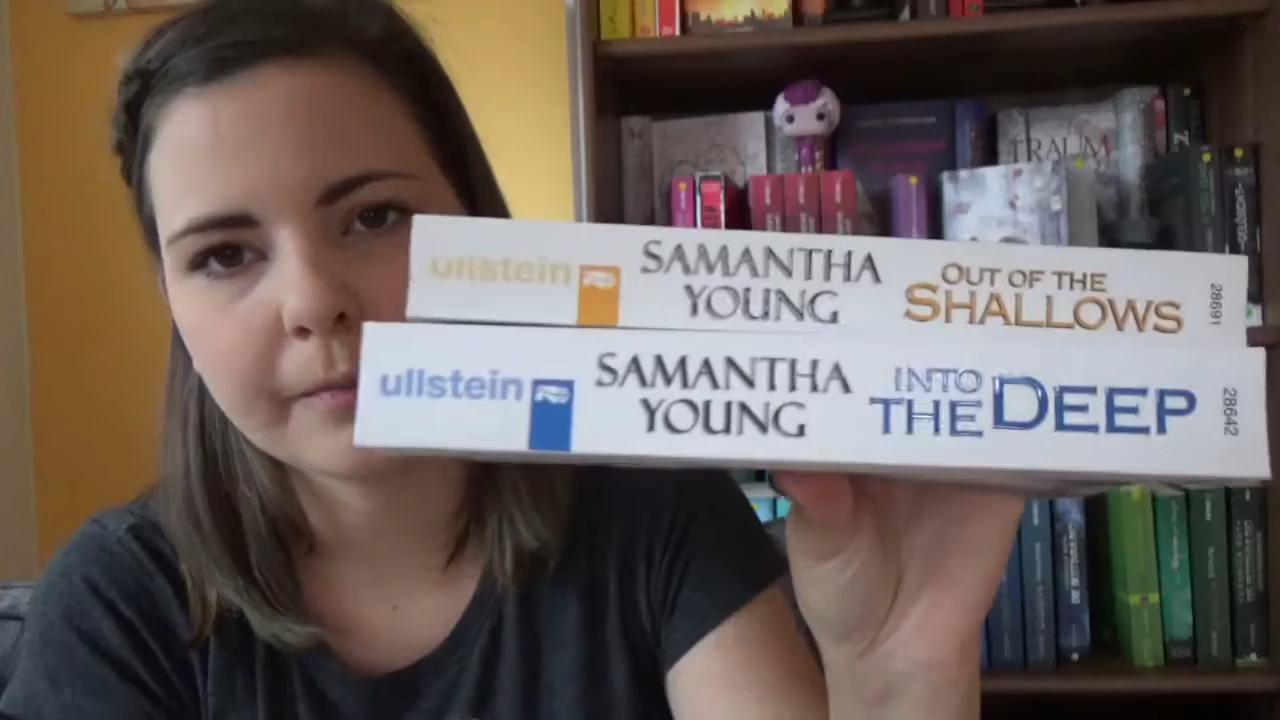 ullstein
SAMANTHA
YOUNG
OUT OF THE
SHALLOWS
28691
ullstein
SAMANTHA
YOUNG
INTO
THE DEEP
28642
TRAUM